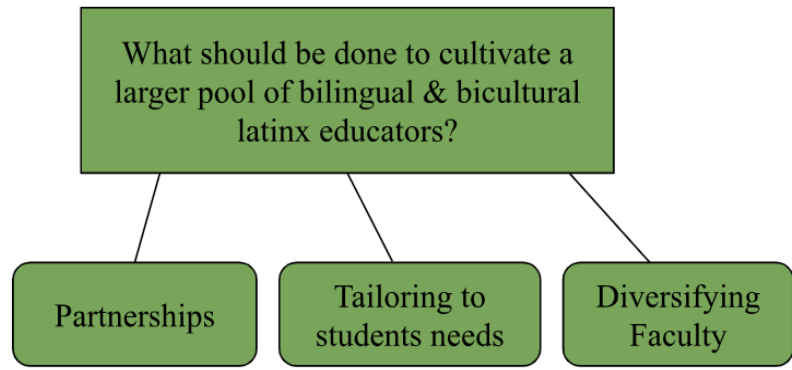 What should be done to cultivate a
larger pool of bilingual & bicultural
latinx educators?
Partnerships
Tailoring to
students needs
Diversifying
Faculty